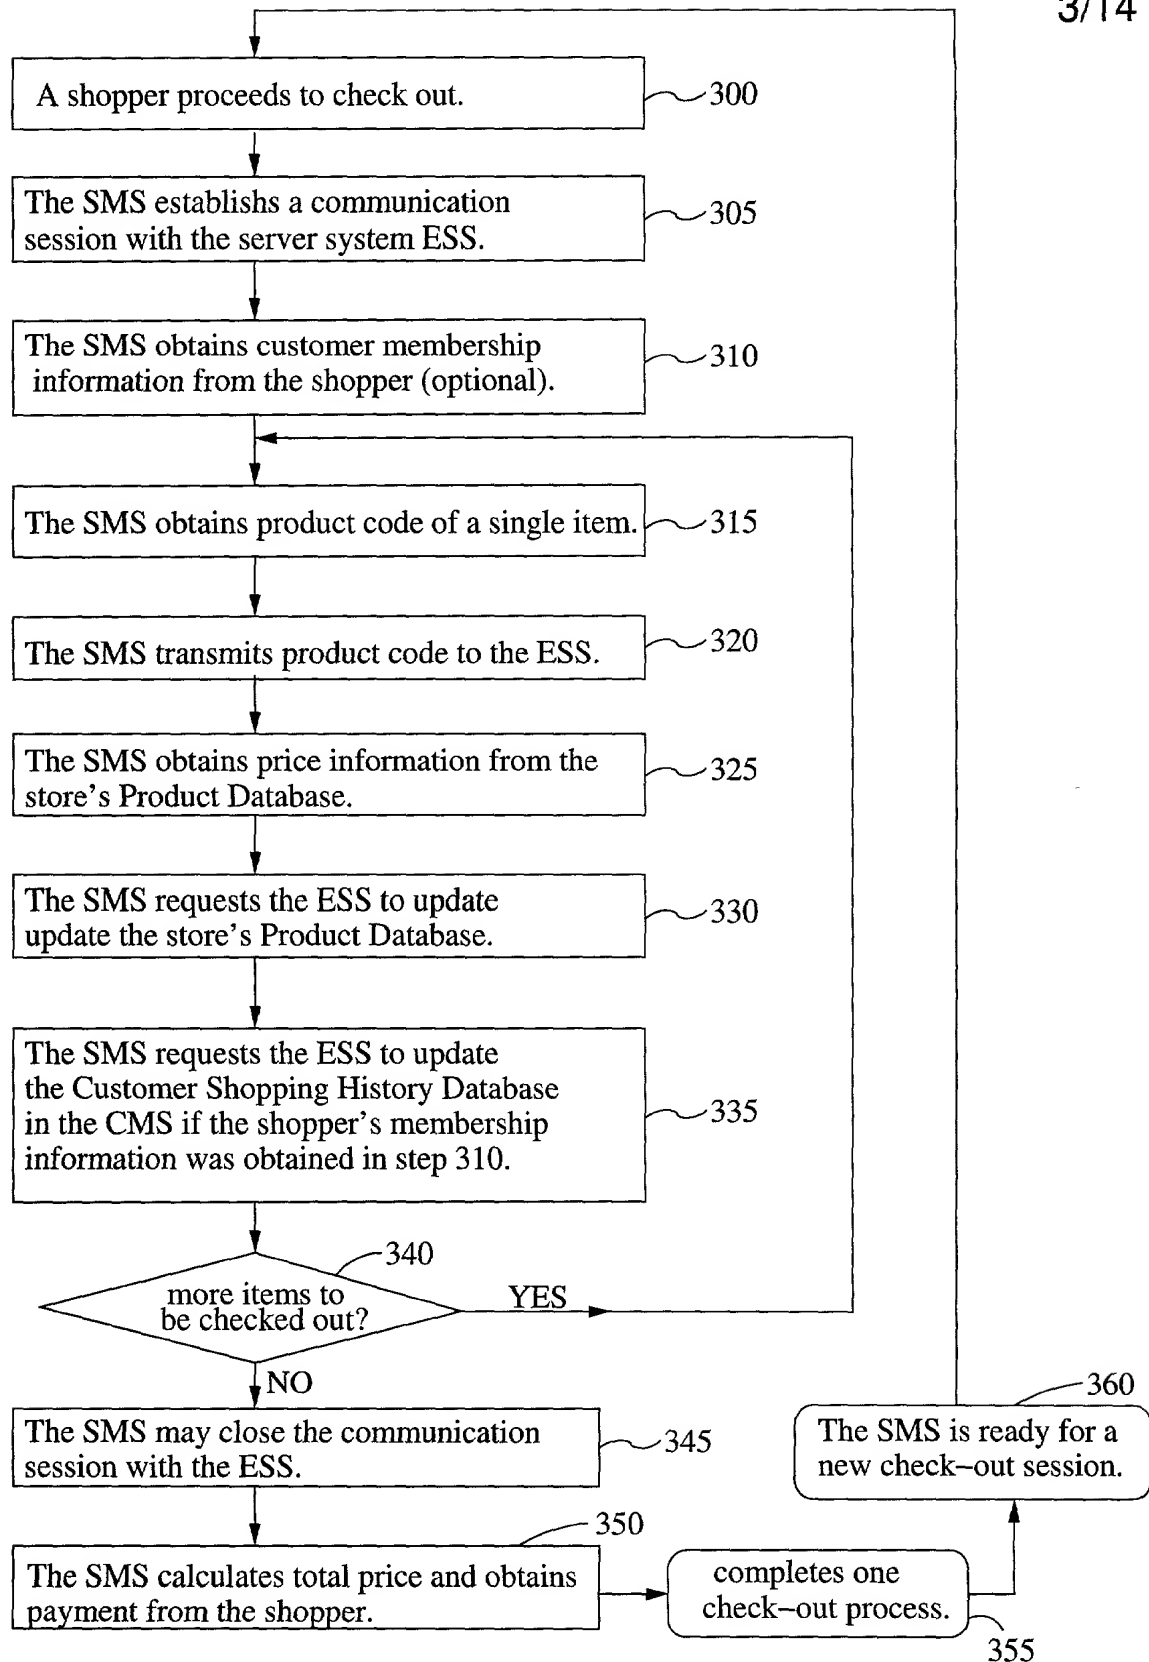 3/14
A shopper proceeds to check out.
300
The SMS establishs a communication
session with the server system ESS.
305
The SMS obtains customer membership
information from the shopper (optional).
310
The SMS obtains product code of a single item.
315
The SMS transmits product code to the ESS.
320
The SMS obtains price information from the
store's Product Database.
325
The SMS requests the ESS to update
update the store's Product Database.
330
The SMS requests the ESS to update
the Customer Shopping History Database
in the CMS if the shopper's membership
information was obtained in step 310.
335
340
more items to
be checked out?
YES
NO
The SMS may close the communication
session with the ESS.
345
360
The SMS is ready for a
new check–out session.
350
The SMS calculates total price and obtains
payment from the shopper.
completes one
check–out process.
355